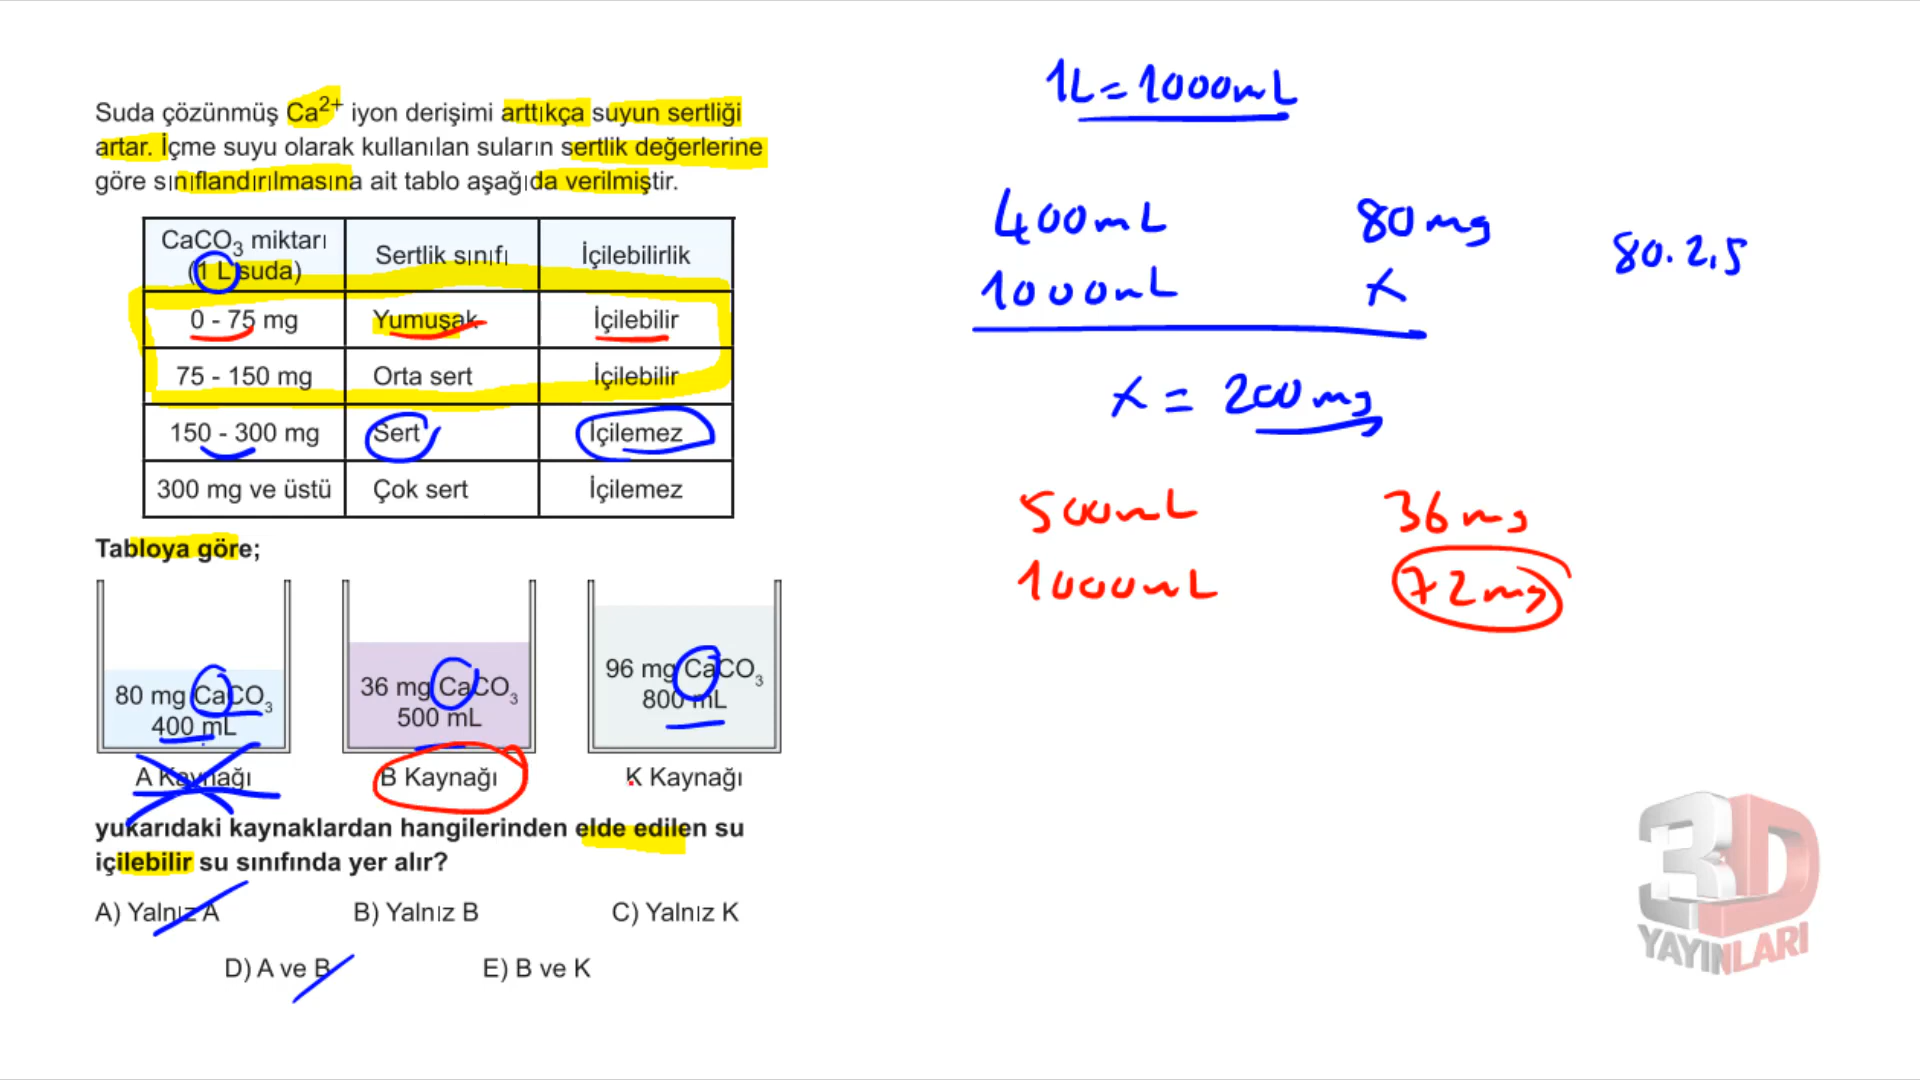 Suda çözünmüş Ca2+ iyon derişimi arttıkça suyun sertliği
artar. İçme suyu olarak kullanılan suların sertlik değerlerine
göre sınıflandırılmasına ait tablo aşağıda verilmiştir.
CaCO3 miktarı
(1 L suda) Sertlik sınıfı İçilebilirlik
0 - 75 mg Yumuşak İçilebilir
75 - 150 mg Orta sert İçilebilir
150 - 300 mg Sert İçilemez
300 mg ve üstü Çok sert İçilemez
Tabloya göre;
80 mg CaCO3
400 mL
A Kaynağı
36 mg CaCO3
500 mL
B Kaynağı
96 mg CaCO3
800 mL
K Kaynağı
yukarıdaki kaynaklardan hangilerinden elde edilen su
içilebilir su sınıfında yer alır?
A) Yalnız A B) Yalnız B C) Yalnız K
D) A ve B E) B ve K
1L=1000mL
400mL 80mg
1000mL x
80.2,5
x = 200mg
500mL 36mg
1000mL 72mg
3D
YAYINLARI